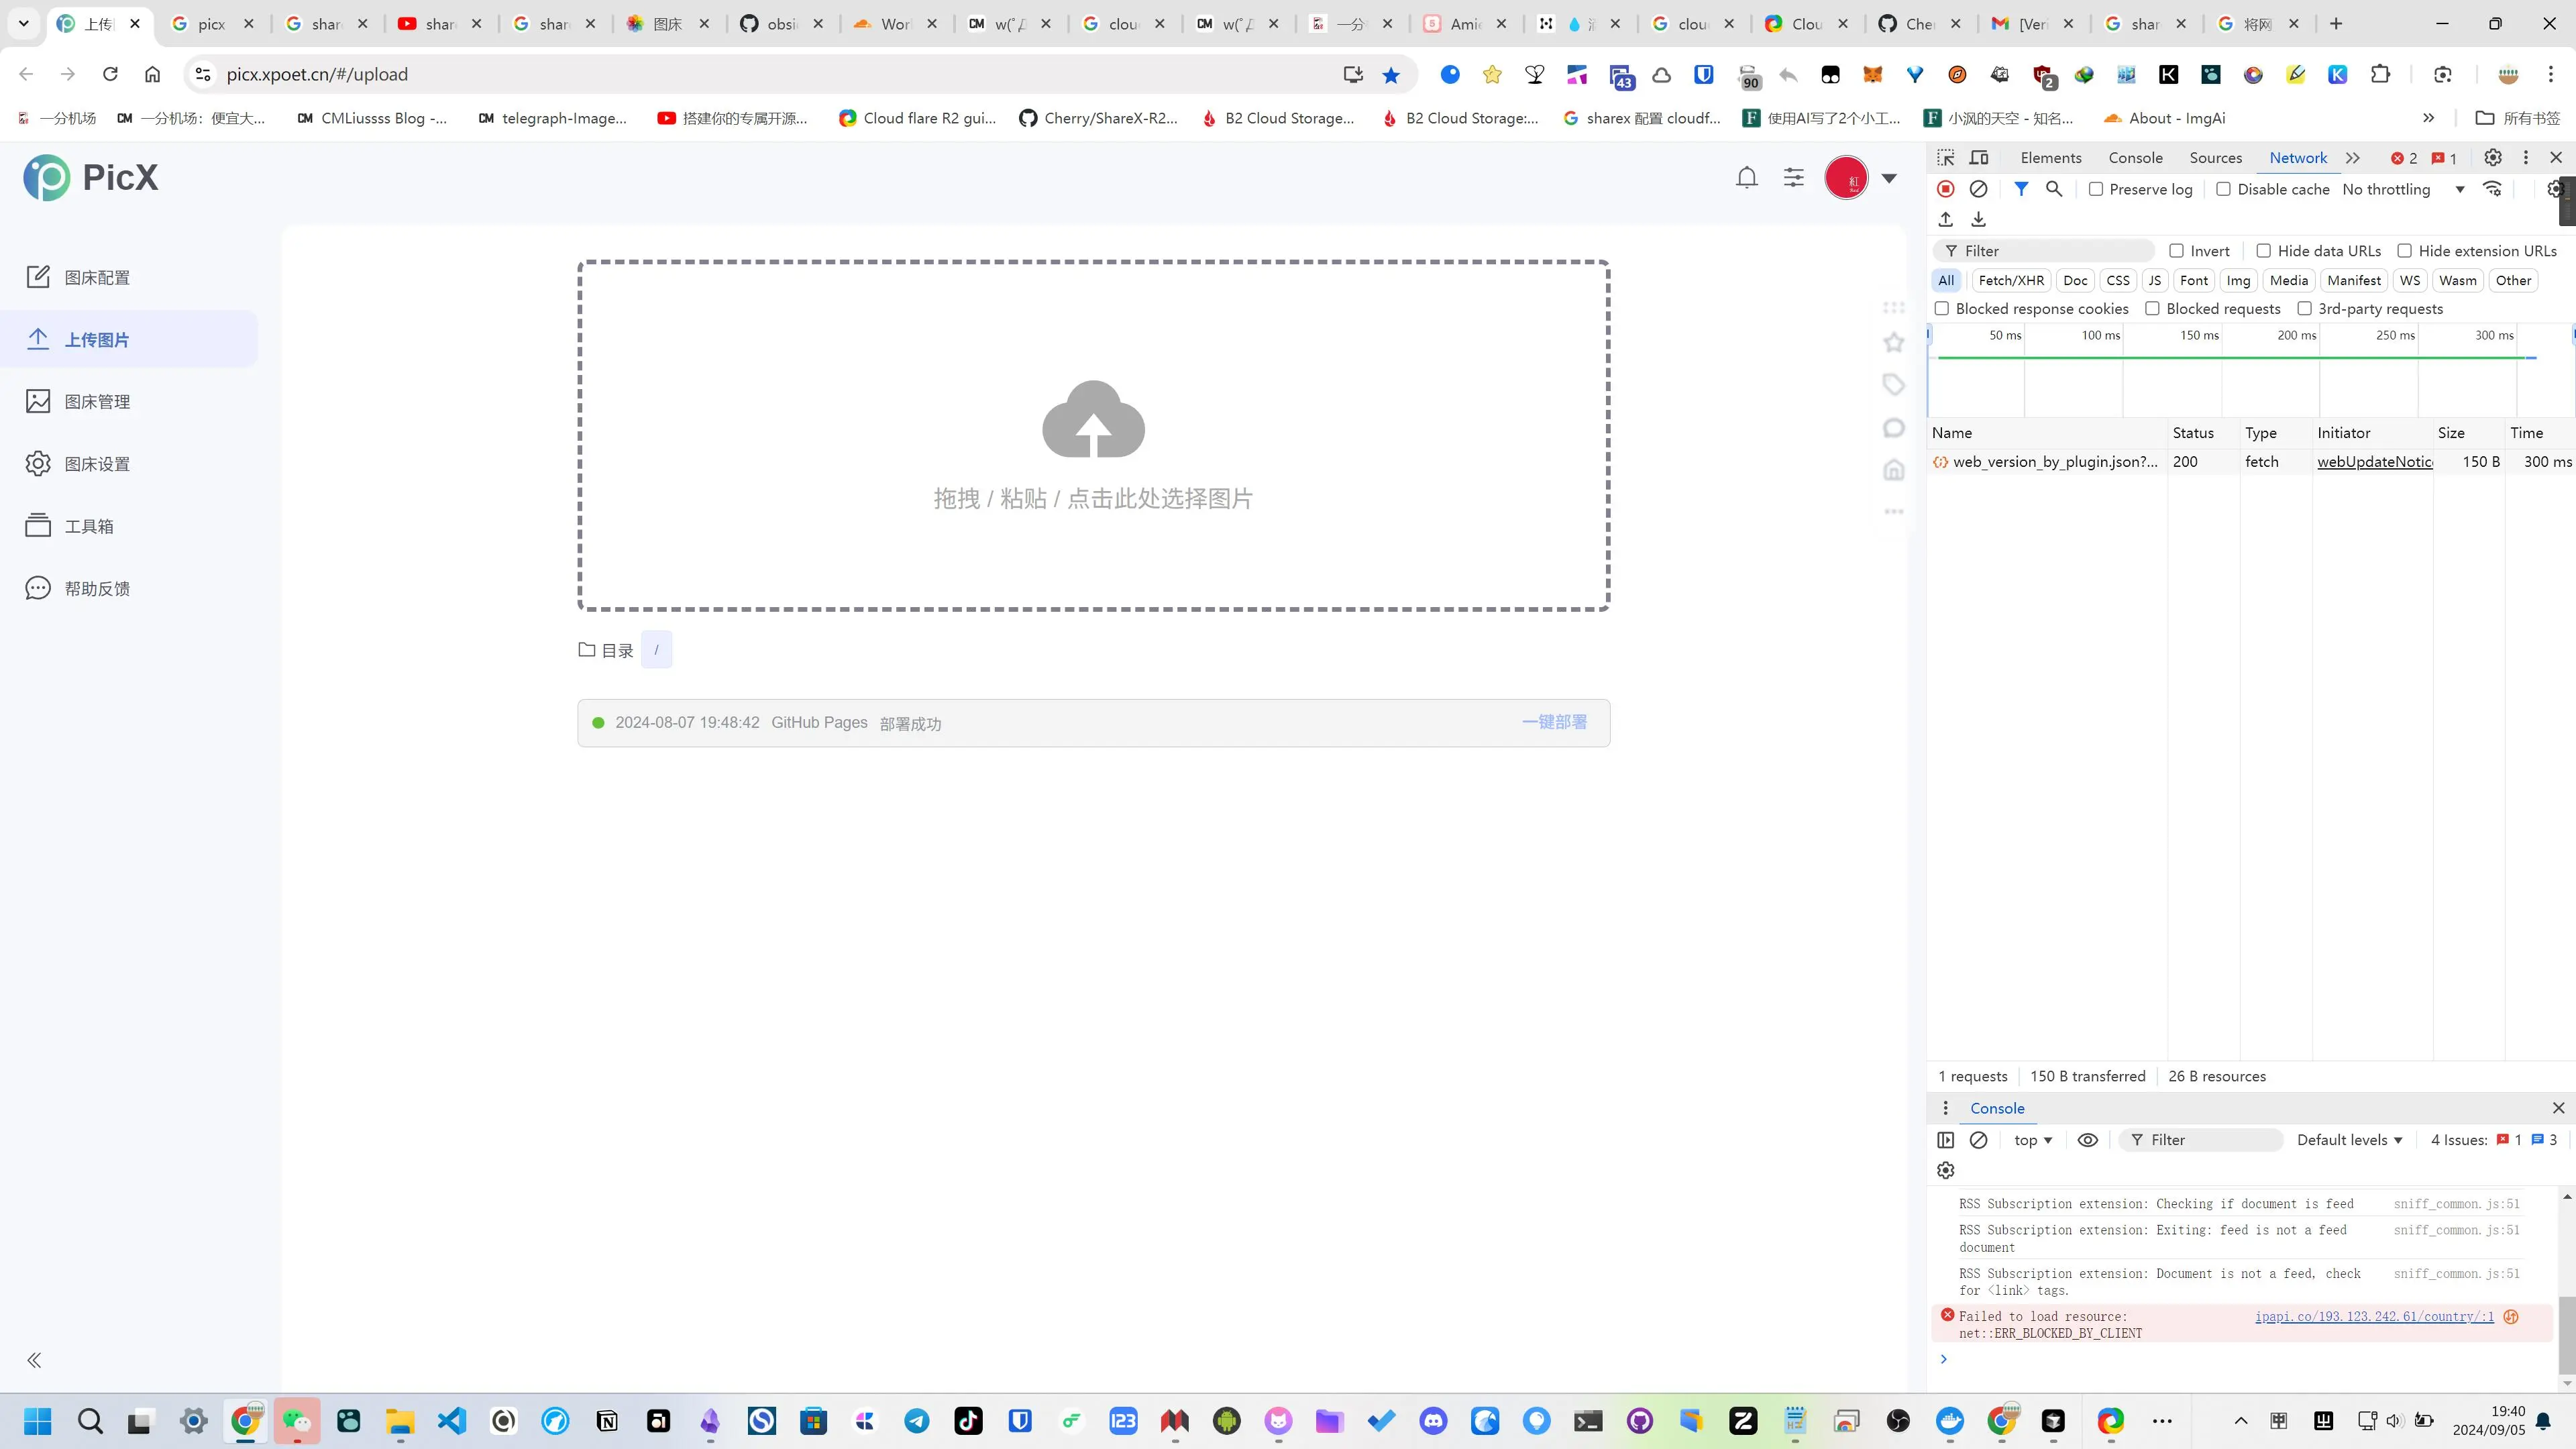 上传
picx
share
share
share
图床
obsi
Wor
w(ﾟД
clou
w(ﾟД
一分
Amie
clou
Clou
Che
[Veri
shar
将网
picx.xpoet.cn/#/upload
43
90
2
一分机场
一分机场：便宜大...
CMLiussss Blog -...
telegraph-Image...
搭建你的专属开源...
Cloud flare R2 gui...
Cherry/ShareX-R2...
B2 Cloud Storage...
B2 Cloud Storage:...
sharex 配置 cloudf...
使用AI写了2个小工...
小沨的天空 - 知名...
About - ImgAi
所有书签
PicX
图床配置
上传图片
图床管理
图床设置
工具箱
帮助反馈
拖拽 / 粘贴 / 点击此处选择图片
目录 /
2024-08-07 19:48:42 GitHub Pages 部署成功 一键部署
Elements Console Sources Network 2 1
Preserve log Disable cache No throttling
Filter Invert Hide data URLs Hide extension URLs
All Fetch/XHR Doc CSS JS Font Img Media Manifest WS Wasm Other
Blocked response cookies Blocked requests 3rd-party requests
50 ms 100 ms 150 ms 200 ms 250 ms 300 ms
Name Status Type Initiator Size Time
web_version_by_plugin.json?... 200 fetch webUpdateNotic 150 B 300 ms
1 requests 150 B transferred 26 B resources
Console
top Filter Default levels 4 Issues: 1 3
RSS Subscription extension: Checking if document is feed sniff_common.js:51
RSS Subscription extension: Exiting: feed is not a feed sniff_common.js:51
document
RSS Subscription extension: Document is not a feed, check sniff_common.js:51
for <link> tags.
Failed to load resource: ipapi.co/193.123.242.61/country/:1
net::ERR_BLOCKED_BY_CLIENT
19:40
2024/09/05